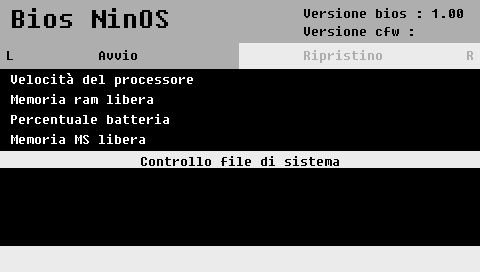 Bios NinOS
Versione bios : 1.00
Versione cfw :
L Avvio Ripristino R
Velocità del processore
Memoria ram libera
Percentuale batteria
Memoria MS libera
Controllo file di sistema